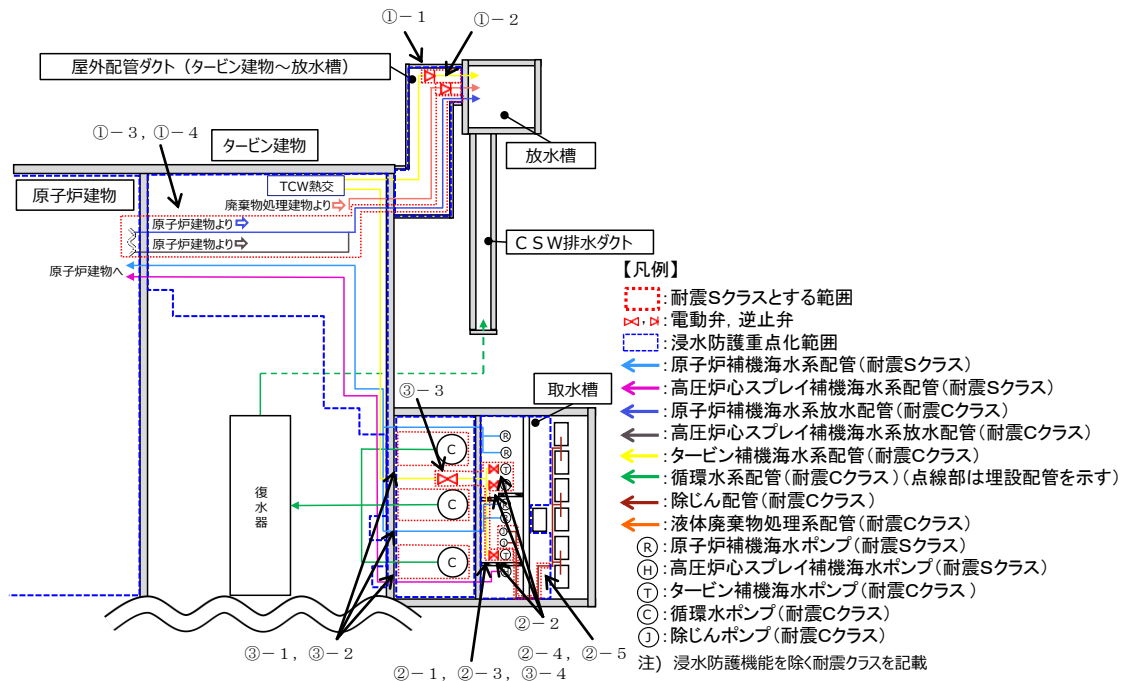 ①-1
①-2
屋外配管ダクト(タービン建物~放水槽)
①-3, ①-4
タービン建物
放水槽
原子炉建物
TCW熱交
廃棄物処理建物より
原子炉建物より
原子炉建物より
原子炉建物へ
CSW排水ダクト
取水槽
③-3
復水器
C
C
C
R
R
T
T
③-1, ③-2
②-2
②-4, ②-5
②-1, ②-3, ③-4
【凡例】
:耐震Sクラスとする範囲
, :電動弁, 逆止弁
:浸水防護重点化範囲
:原子炉補機海水系配管(耐震Sクラス)
:高圧炉心スプレイ補機海水系配管(耐震Sクラス)
:原子炉補機海水系放水配管(耐震Cクラス)
:高圧炉心スプレイ補機海水系放水配管(耐震Cクラス)
:タービン補機海水系配管(耐震Cクラス)
:循環水系配管(耐震Cクラス)(点線部は埋設配管を示す)
:除じん配管(耐震Cクラス)
:液体廃棄物処理系配管(耐震Cクラス)
Ⓡ:原子炉補機海水ポンプ(耐震Sクラス)
Ⓗ:高圧炉心スプレイ補機海水ポンプ(耐震Sクラス)
Ⓣ:タービン補機海水ポンプ(耐震Cクラス)
Ⓒ:循環水ポンプ(耐震Cクラス)
Ⓙ:除じんポンプ(耐震Cクラス)
注) 浸水防護機能を除く耐震クラスを記載